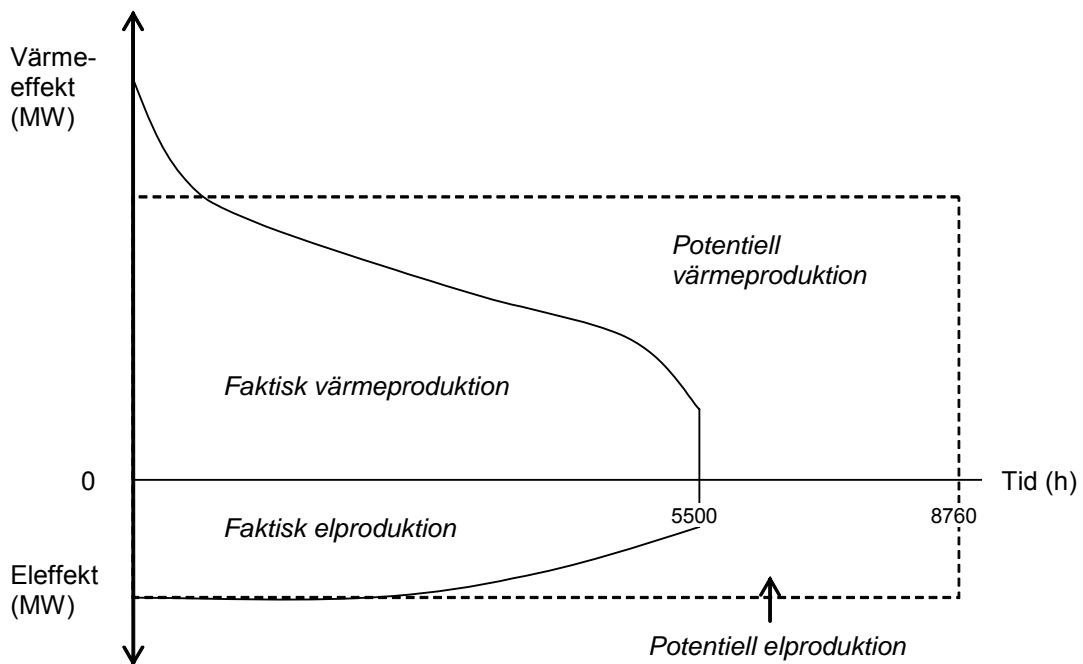 Värme-
effekt
(MW)
Potentiell
värmeproduktion
Faktisk värmeproduktion
0
Tid (h)
5500
8760
Faktisk elproduktion
Eleffekt
(MW)
Potentiell elproduktion